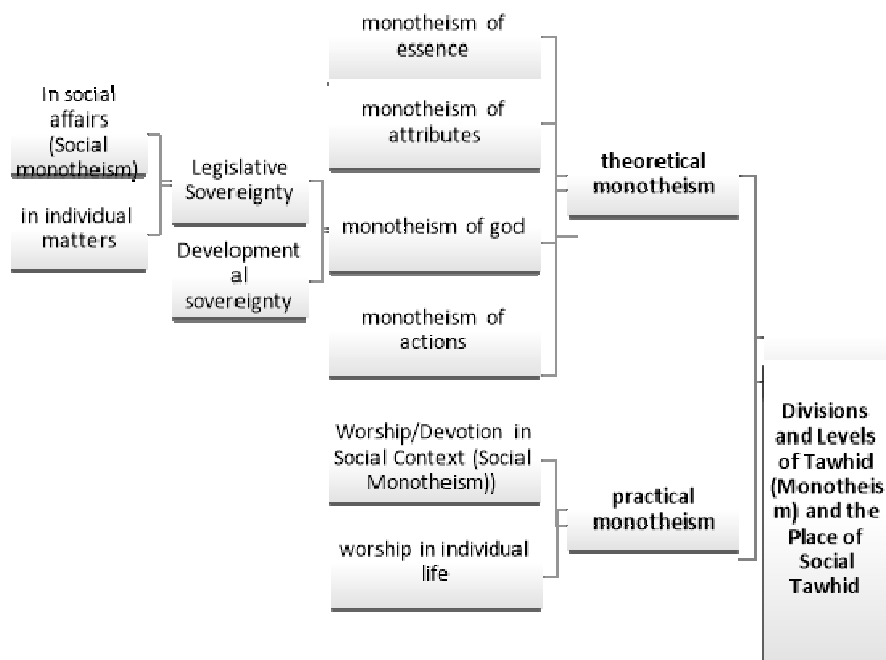 monotheism of
essence
In social
affairs
(Social
monotheism)
monotheism of
attributes
Legislative
Sovereignty
theoretical
monotheism
in individual
matters
monotheism of god
Development
al
sovereignty
monotheism of
actions
Worship/Devotion in
Social Context (Social
Monotheism))
practical
monotheism
worship in individual
life
Divisions
and Levels
of Tawhid
(Monotheis
m) and the
Place of
Social
Tawhid